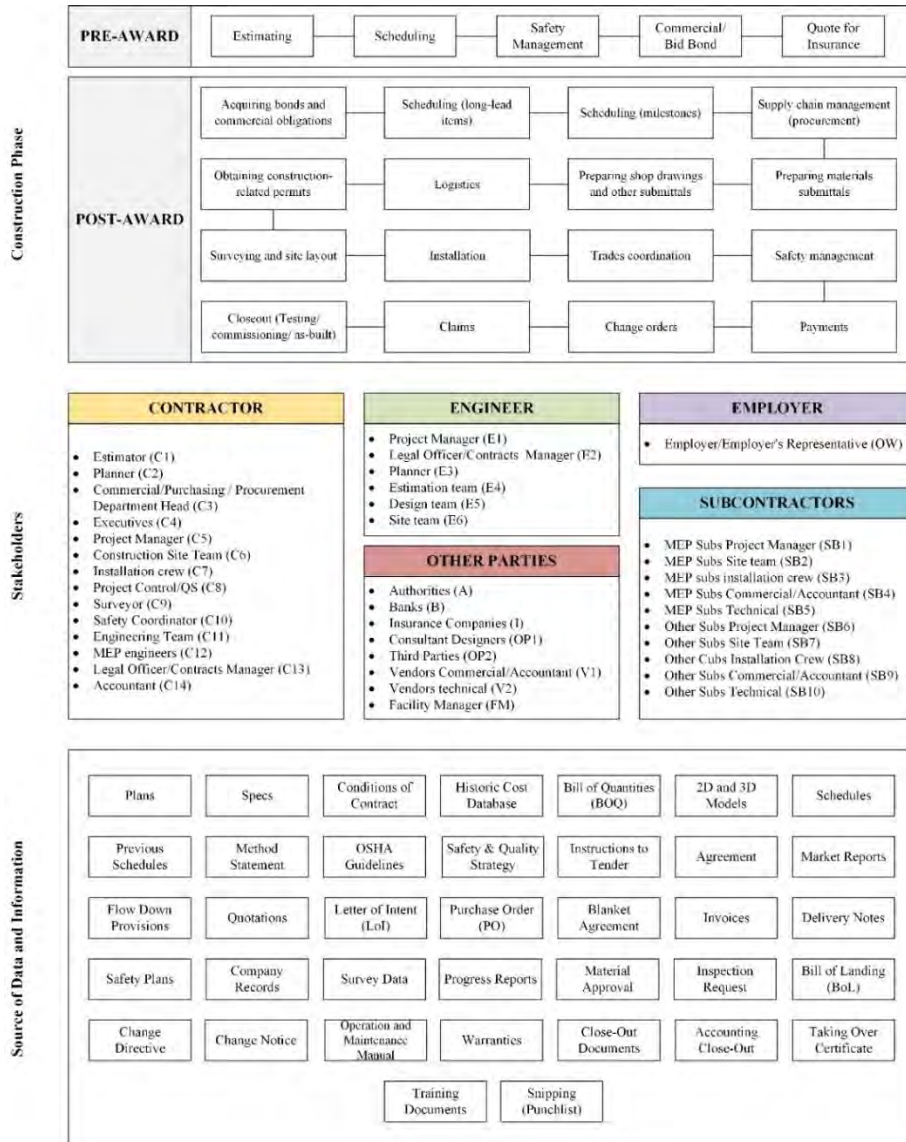 Construction Phase
PRE-AWARD
Estimating
Scheduling
Safety
Management
Commercial/
Bid Bond
Quote for
Insurance
POST-AWARD
Acquiring bonds and
commercial obligations
Scheduling (long-lead
items)
Scheduling (milestones)
Supply chain management
(procurement)
Obtaining construction-
related permits
Logistics
Preparing shop drawings
and other submittals
Preparing materials
submittals
Surveying and site layout
Installation
Trades coordination
Safety management
Closeout (Testing/
commissioning/ as-built)
Claims
Change orders
Payments
Stakeholders
CONTRACTOR
• Estimator (C1)
• Planner (C2)
• Commercial/Purchasing / Procurement
Department Head (C3)
• Executives (C4)
• Project Manager (C5)
• Construction Site Team (C6)
• Installation crew (C7)
• Project Control/QS (C8)
• Surveyor (C9)
• Safety Coordinator (C10)
• Engineering Team (C11)
• MEP engineers (C12)
• Legal Officer/Contracts Manager (C13)
• Accountant (C14)
ENGINEER
• Project Manager (E1)
• Legal Officer/Contracts Manager (E2)
• Planner (E3)
• Estimation team (E4)
• Design team (E5)
• Site team (E6)
OTHER PARTIES
• Authorities (A)
• Banks (B)
• Insurance Companies (I)
• Consultant Designers (OP1)
• Third Parties (OP2)
• Vendors Commercial/Accountant (V1)
• Vendors technical (V2)
• Facility Manager (FM)
EMPLOYER
• Employer/Employer's Representative (OW)
SUBCONTRACTORS
• MEP Subs Project Manager (SB1)
• MEP Subs Site team (SB2)
• MEP subs installation crew (SB3)
• MEP Subs Commercial/Accountant (SB4)
• MEP Subs Technical (SB5)
• Other Subs Project Manager (SB6)
• Other Subs Site Team (SB7)
• Other Cubs Installation Crew (SB8)
• Other Subs Commercial/Accountant (SB9)
• Other Subs Technical (SB10)
Source of Data and Information
Plans
Specs
Conditions of
Contract
Historic Cost
Database
Bill of Quantities
(BOQ)
2D and 3D
Models
Schedules
Previous
Schedules
Method
Statement
OSHA
Guidelines
Safety & Quality
Strategy
Instructions to
Tender
Agreement
Market Reports
Flow Down
Provisions
Quotations
Letter of Intent
(LoI)
Purchase Order
(PO)
Blanket
Agreement
Invoices
Delivery Notes
Safety Plans
Company
Records
Survey Data
Progress Reports
Material
Approval
Inspection
Request
Bill of Landing
(BoL)
Change
Directive
Change Notice
Operation and
Maintenance
Manual
Warranties
Close-Out
Documents
Accounting
Close-Out
Taking Over
Certificate
Training
Documents
Snipping
(Punchlist)